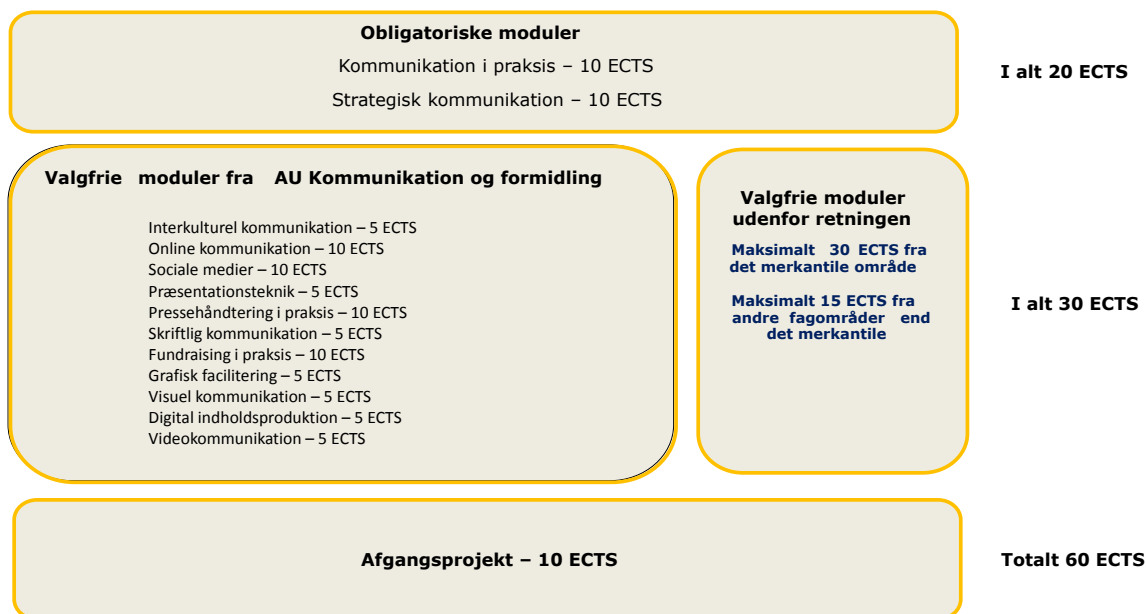 Obligatoriske moduler
Kommunikation i praksis – 10 ECTS
Strategisk kommunikation – 10 ECTS
I alt 20 ECTS
Valgfrie moduler fra AU Kommunikation og formidling
Interkulturel kommunikation – 5 ECTS
Online kommunikation – 10 ECTS
Sociale medier – 10 ECTS
Præsentationsteknik – 5 ECTS
Pressehåndtering i praksis – 10 ECTS
Skriftlig kommunikation – 5 ECTS
Fundraising i praksis – 10 ECTS
Grafisk facilitering – 5 ECTS
Visuel kommunikation – 5 ECTS
Digital indholdsproduktion – 5 ECTS
Videokommunikation – 5 ECTS
Valgfrie moduler
udenfor retningen
Maksimalt 30 ECTS fra
det merkantile område
Maksimalt 15 ECTS fra
andre fagområder end
det merkantile
I alt 30 ECTS
Afgangsprojekt – 10 ECTS
Totalt 60 ECTS